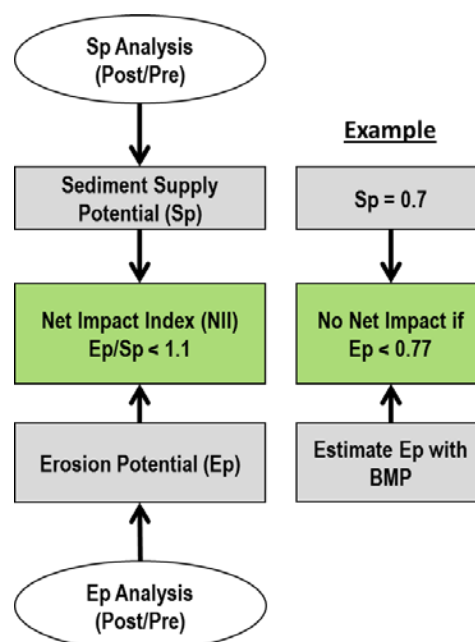 Sp Analysis
(Post/Pre)
Example
Sediment Supply
Potential (Sp)
Sp = 0.7
Net Impact Index (NII)
Ep/Sp < 1.1
No Net Impact if
Ep < 0.77
Erosion Potential (Ep)
Estimate Ep with
BMP
Ep Analysis
(Post/Pre)